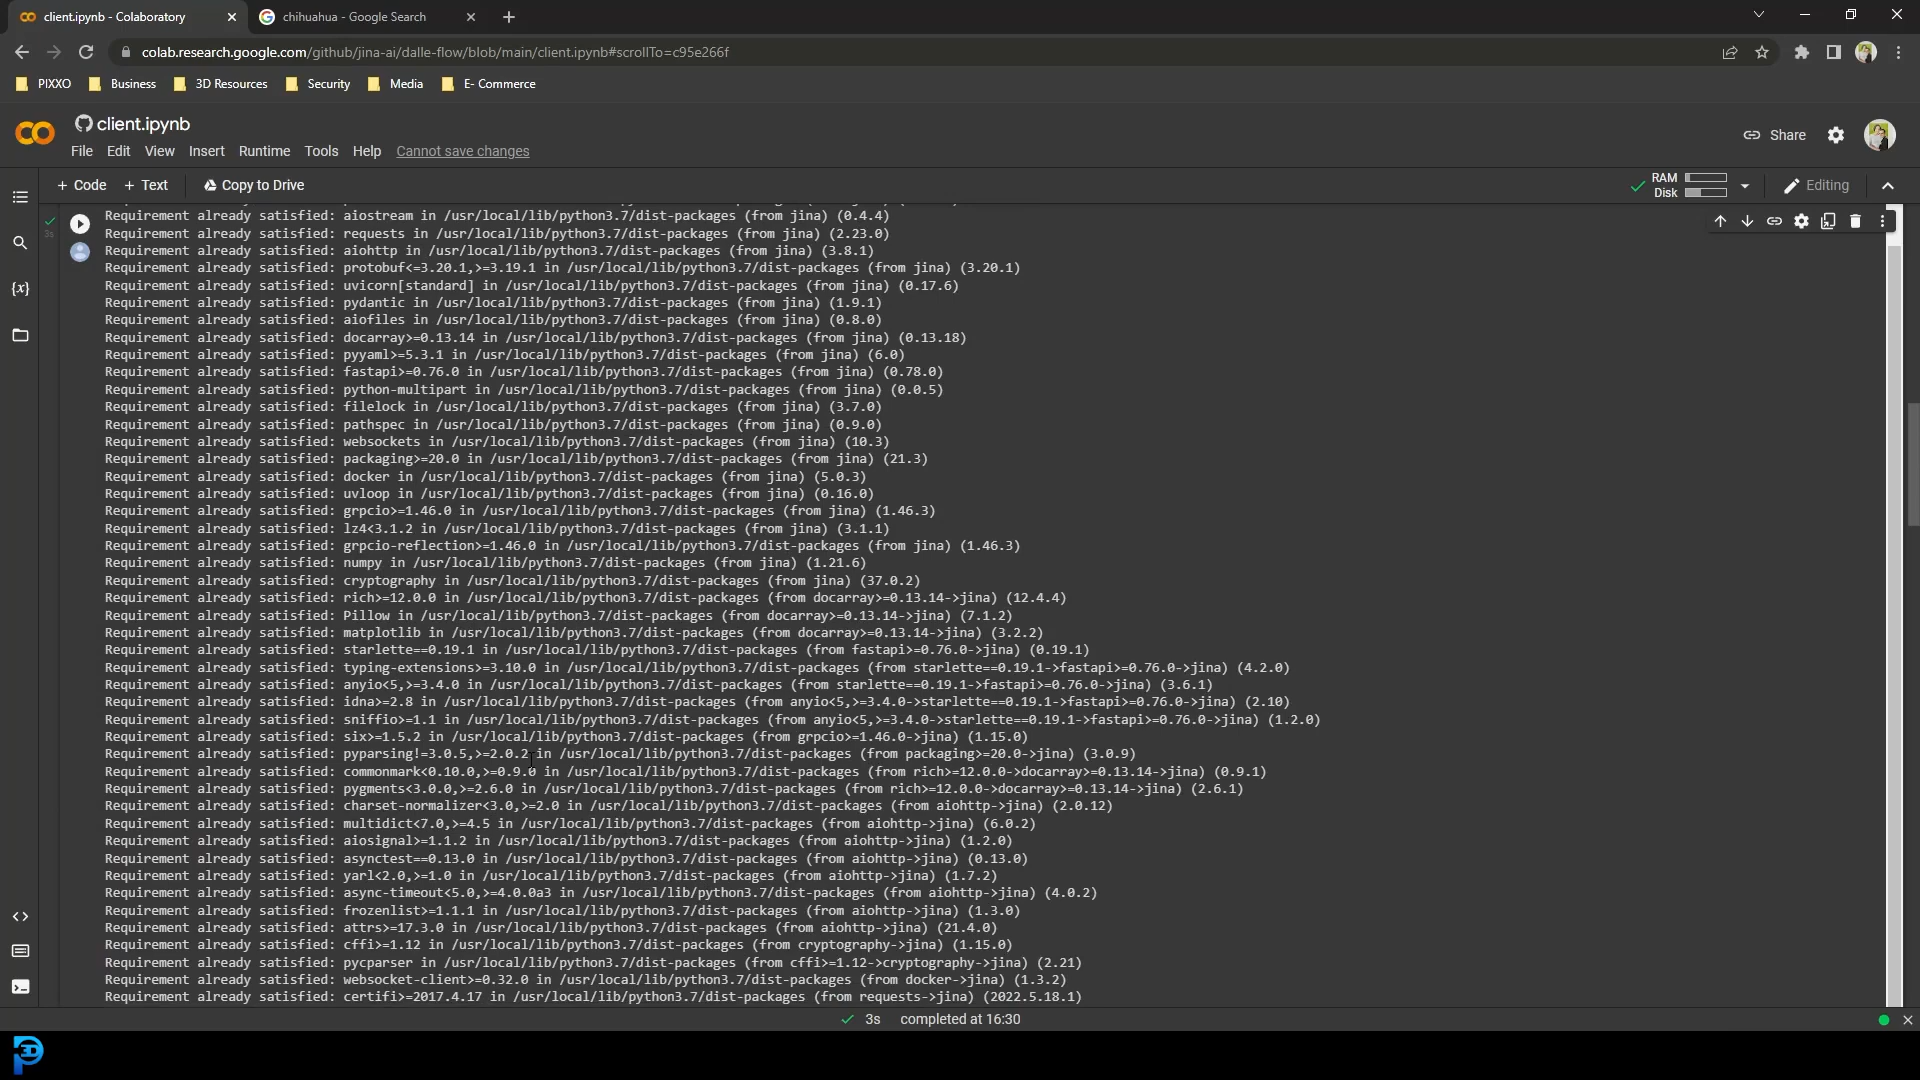 client.ipynb - Colaboratory
chihuahua - Google Search
colab.research.google.com/github/jina-ai/dalle-flow/blob/main/client.ipynb#scrollTo=c95e266f
PIXXO Business 3D Resources Security Media E- Commerce
client.ipynb
Share
File Edit View Insert Runtime Tools Help Cannot save changes
+ Code + Text Copy to Drive
RAM
Disk
Editing
3s
Requirement already satisfied: aiostream in /usr/local/lib/python3.7/dist-packages (from jina) (0.4.4)
Requirement already satisfied: requests in /usr/local/lib/python3.7/dist-packages (from jina) (2.23.0)
Requirement already satisfied: aiohttp in /usr/local/lib/python3.7/dist-packages (from jina) (3.8.1)
Requirement already satisfied: protobuf<=3.20.1,>=3.19.1 in /usr/local/lib/python3.7/dist-packages (from jina) (3.20.1)
Requirement already satisfied: uvicorn[standard] in /usr/local/lib/python3.7/dist-packages (from jina) (0.17.6)
Requirement already satisfied: pydantic in /usr/local/lib/python3.7/dist-packages (from jina) (1.9.1)
Requirement already satisfied: aiofiles in /usr/local/lib/python3.7/dist-packages (from jina) (0.8.0)
Requirement already satisfied: docarray>=0.13.14 in /usr/local/lib/python3.7/dist-packages (from jina) (0.13.18)
Requirement already satisfied: pyyaml>=5.3.1 in /usr/local/lib/python3.7/dist-packages (from jina) (6.0)
Requirement already satisfied: fastapi>=0.76.0 in /usr/local/lib/python3.7/dist-packages (from jina) (0.78.0)
Requirement already satisfied: python-multipart in /usr/local/lib/python3.7/dist-packages (from jina) (0.0.5)
Requirement already satisfied: filelock in /usr/local/lib/python3.7/dist-packages (from jina) (3.7.0)
Requirement already satisfied: pathspec in /usr/local/lib/python3.7/dist-packages (from jina) (0.9.0)
Requirement already satisfied: websockets in /usr/local/lib/python3.7/dist-packages (from jina) (10.3)
Requirement already satisfied: packaging>=20.0 in /usr/local/lib/python3.7/dist-packages (from jina) (21.3)
Requirement already satisfied: docker in /usr/local/lib/python3.7/dist-packages (from jina) (5.0.3)
Requirement already satisfied: uvloop in /usr/local/lib/python3.7/dist-packages (from jina) (0.16.0)
Requirement already satisfied: grpcio>=1.46.0 in /usr/local/lib/python3.7/dist-packages (from jina) (1.46.3)
Requirement already satisfied: lz4<3.1.2 in /usr/local/lib/python3.7/dist-packages (from jina) (3.1.1)
Requirement already satisfied: grpcio-reflection>=1.46.0 in /usr/local/lib/python3.7/dist-packages (from jina) (1.46.3)
Requirement already satisfied: numpy in /usr/local/lib/python3.7/dist-packages (from jina) (1.21.6)
Requirement already satisfied: cryptography in /usr/local/lib/python3.7/dist-packages (from jina) (37.0.2)
Requirement already satisfied: rich>=12.0.0 in /usr/local/lib/python3.7/dist-packages (from docarray>=0.13.14->jina) (12.4.4)
Requirement already satisfied: Pillow in /usr/local/lib/python3.7/dist-packages (from docarray>=0.13.14->jina) (7.1.2)
Requirement already satisfied: matplotlib in /usr/local/lib/python3.7/dist-packages (from docarray>=0.13.14->jina) (3.2.2)
Requirement already satisfied: starlette==0.19.1 in /usr/local/lib/python3.7/dist-packages (from fastapi>=0.76.0->jina) (0.19.1)
Requirement already satisfied: typing-extensions>=3.10.0 in /usr/local/lib/python3.7/dist-packages (from starlette==0.19.1->fastapi>=0.76.0->jina) (4.2.0)
Requirement already satisfied: anyio<5,>=3.4.0 in /usr/local/lib/python3.7/dist-packages (from starlette==0.19.1->fastapi>=0.76.0->jina) (3.6.1)
Requirement already satisfied: idna>=2.8 in /usr/local/lib/python3.7/dist-packages (from anyio<5,>=3.4.0->starlette==0.19.1->fastapi>=0.76.0->jina) (2.10)
Requirement already satisfied: sniffio>=1.1 in /usr/local/lib/python3.7/dist-packages (from anyio<5,>=3.4.0->starlette==0.19.1->fastapi>=0.76.0->jina) (1.2.0)
Requirement already satisfied: six>=1.5.2 in /usr/local/lib/python3.7/dist-packages (from grpcio>=1.46.0->jina) (1.15.0)
Requirement already satisfied: pyparsing!=3.0.5,>=2.0.2 in /usr/local/lib/python3.7/dist-packages (from packaging>=20.0->jina) (3.0.9)
Requirement already satisfied: commonmark<0.10.0,>=0.9.0 in /usr/local/lib/python3.7/dist-packages (from rich>=12.0.0->docarray>=0.13.14->jina) (0.9.1)
Requirement already satisfied: pygments<3.0.0,>=2.6.0 in /usr/local/lib/python3.7/dist-packages (from rich>=12.0.0->docarray>=0.13.14->jina) (2.6.1)
Requirement already satisfied: charset-normalizer<3.0,>=2.0 in /usr/local/lib/python3.7/dist-packages (from aiohttp->jina) (2.0.12)
Requirement already satisfied: multidict<7.0,>=4.5 in /usr/local/lib/python3.7/dist-packages (from aiohttp->jina) (6.0.2)
Requirement already satisfied: aiosignal>=1.1.2 in /usr/local/lib/python3.7/dist-packages (from aiohttp->jina) (1.2.0)
Requirement already satisfied: asynctest==0.13.0 in /usr/local/lib/python3.7/dist-packages (from aiohttp->jina) (0.13.0)
Requirement already satisfied: yarl<2.0,>=1.0 in /usr/local/lib/python3.7/dist-packages (from aiohttp->jina) (1.7.2)
Requirement already satisfied: async-timeout<5.0,>=4.0.0a3 in /usr/local/lib/python3.7/dist-packages (from aiohttp->jina) (4.0.2)
Requirement already satisfied: frozenlist>=1.1.1 in /usr/local/lib/python3.7/dist-packages (from aiohttp->jina) (1.3.0)
Requirement already satisfied: attrs>=17.3.0 in /usr/local/lib/python3.7/dist-packages (from aiohttp->jina) (21.4.0)
Requirement already satisfied: cffi>=1.12 in /usr/local/lib/python3.7/dist-packages (from cryptography->jina) (1.15.0)
Requirement already satisfied: pycparser in /usr/local/lib/python3.7/dist-packages (from cffi>=1.12->cryptography->jina) (2.21)
Requirement already satisfied: websocket-client>=0.32.0 in /usr/local/lib/python3.7/dist-packages (from docker->jina) (1.3.2)
Requirement already satisfied: certifi>=2017.4.17 in /usr/local/lib/python3.7/dist-packages (from requests->jina) (2022.5.18.1)
3s completed at 16:30